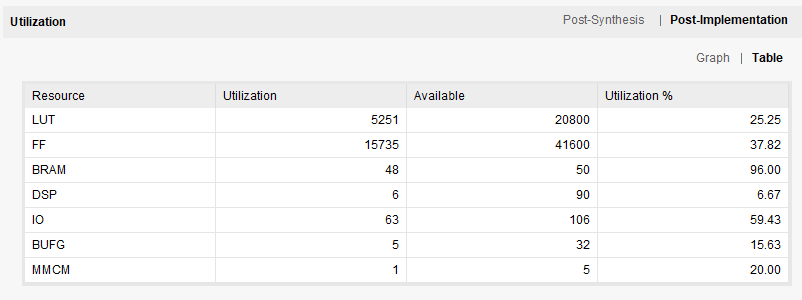 Utilization Post-Synthesis | Post-Implementation
Graph | Table
Resource Utilization Available Utilization %
LUT 5251 20800 25.25
FF 15735 41600 37.82
BRAM 48 50 96.00
DSP 6 90 6.67
IO 63 106 59.43
BUFG 5 32 15.63
MMCM 1 5 20.00